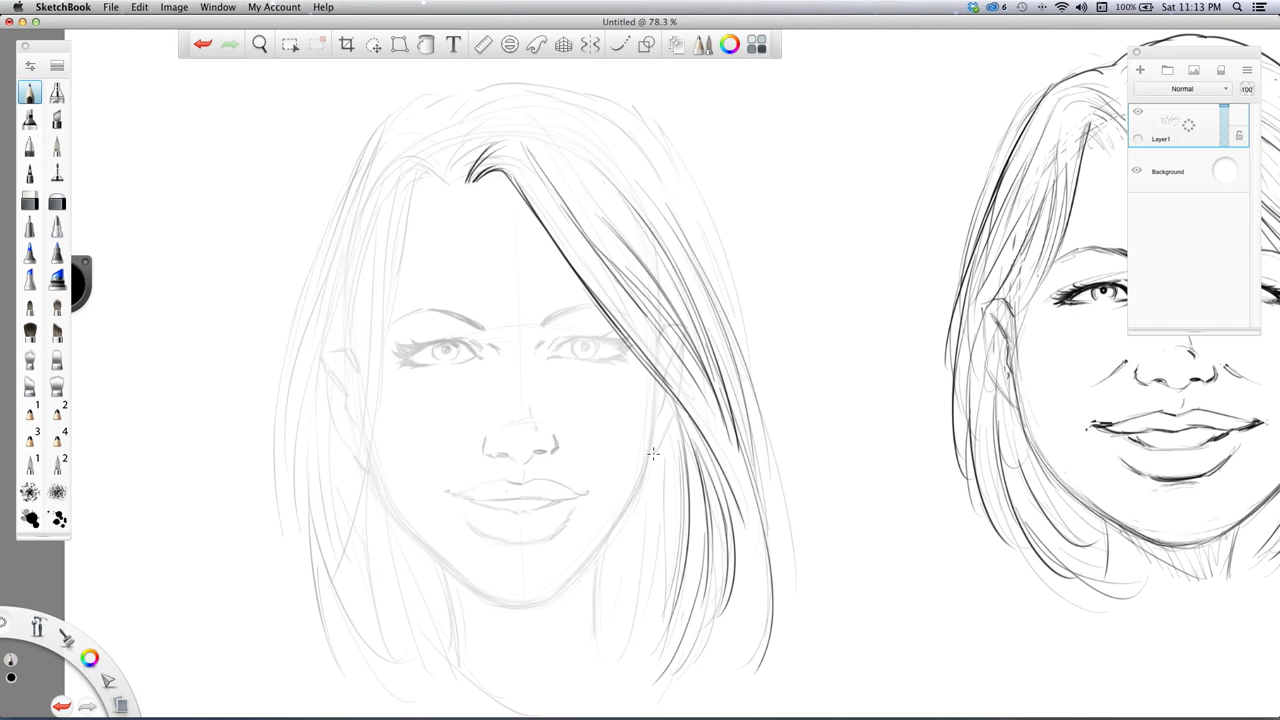 SketchBook File Edit Image Window My Account Help 6 100% Sat 11:13 PM
Untitled @ 78.3 %
T
Normal 100
Layer1
Background
1 2
3 4
1 2